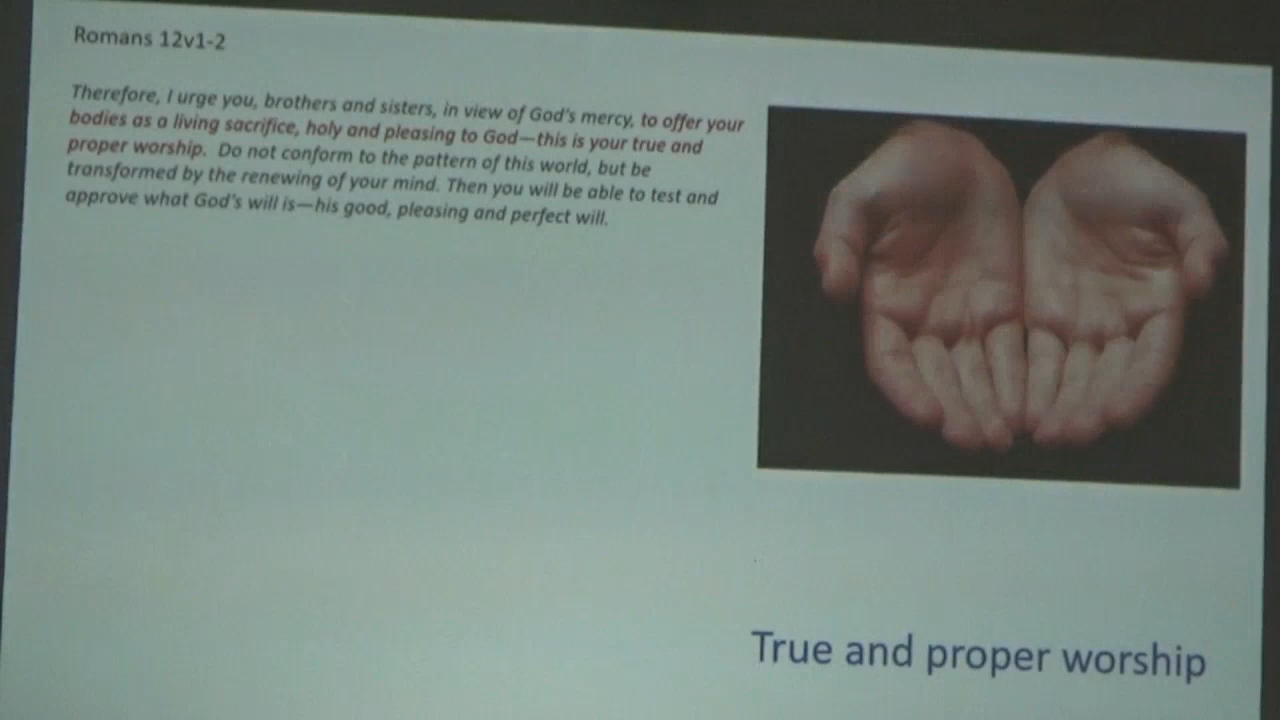 Romans 12v1-2
Therefore, I urge you, brothers and sisters, in view of God's mercy, to offer your
bodies as a living sacrifice, holy and pleasing to God—this is your true and
proper worship.  Do not conform to the pattern of this world, but be
transformed by the renewing of your mind. Then you will be able to test and
approve what God's will is—his good, pleasing and perfect will.
True and proper worship